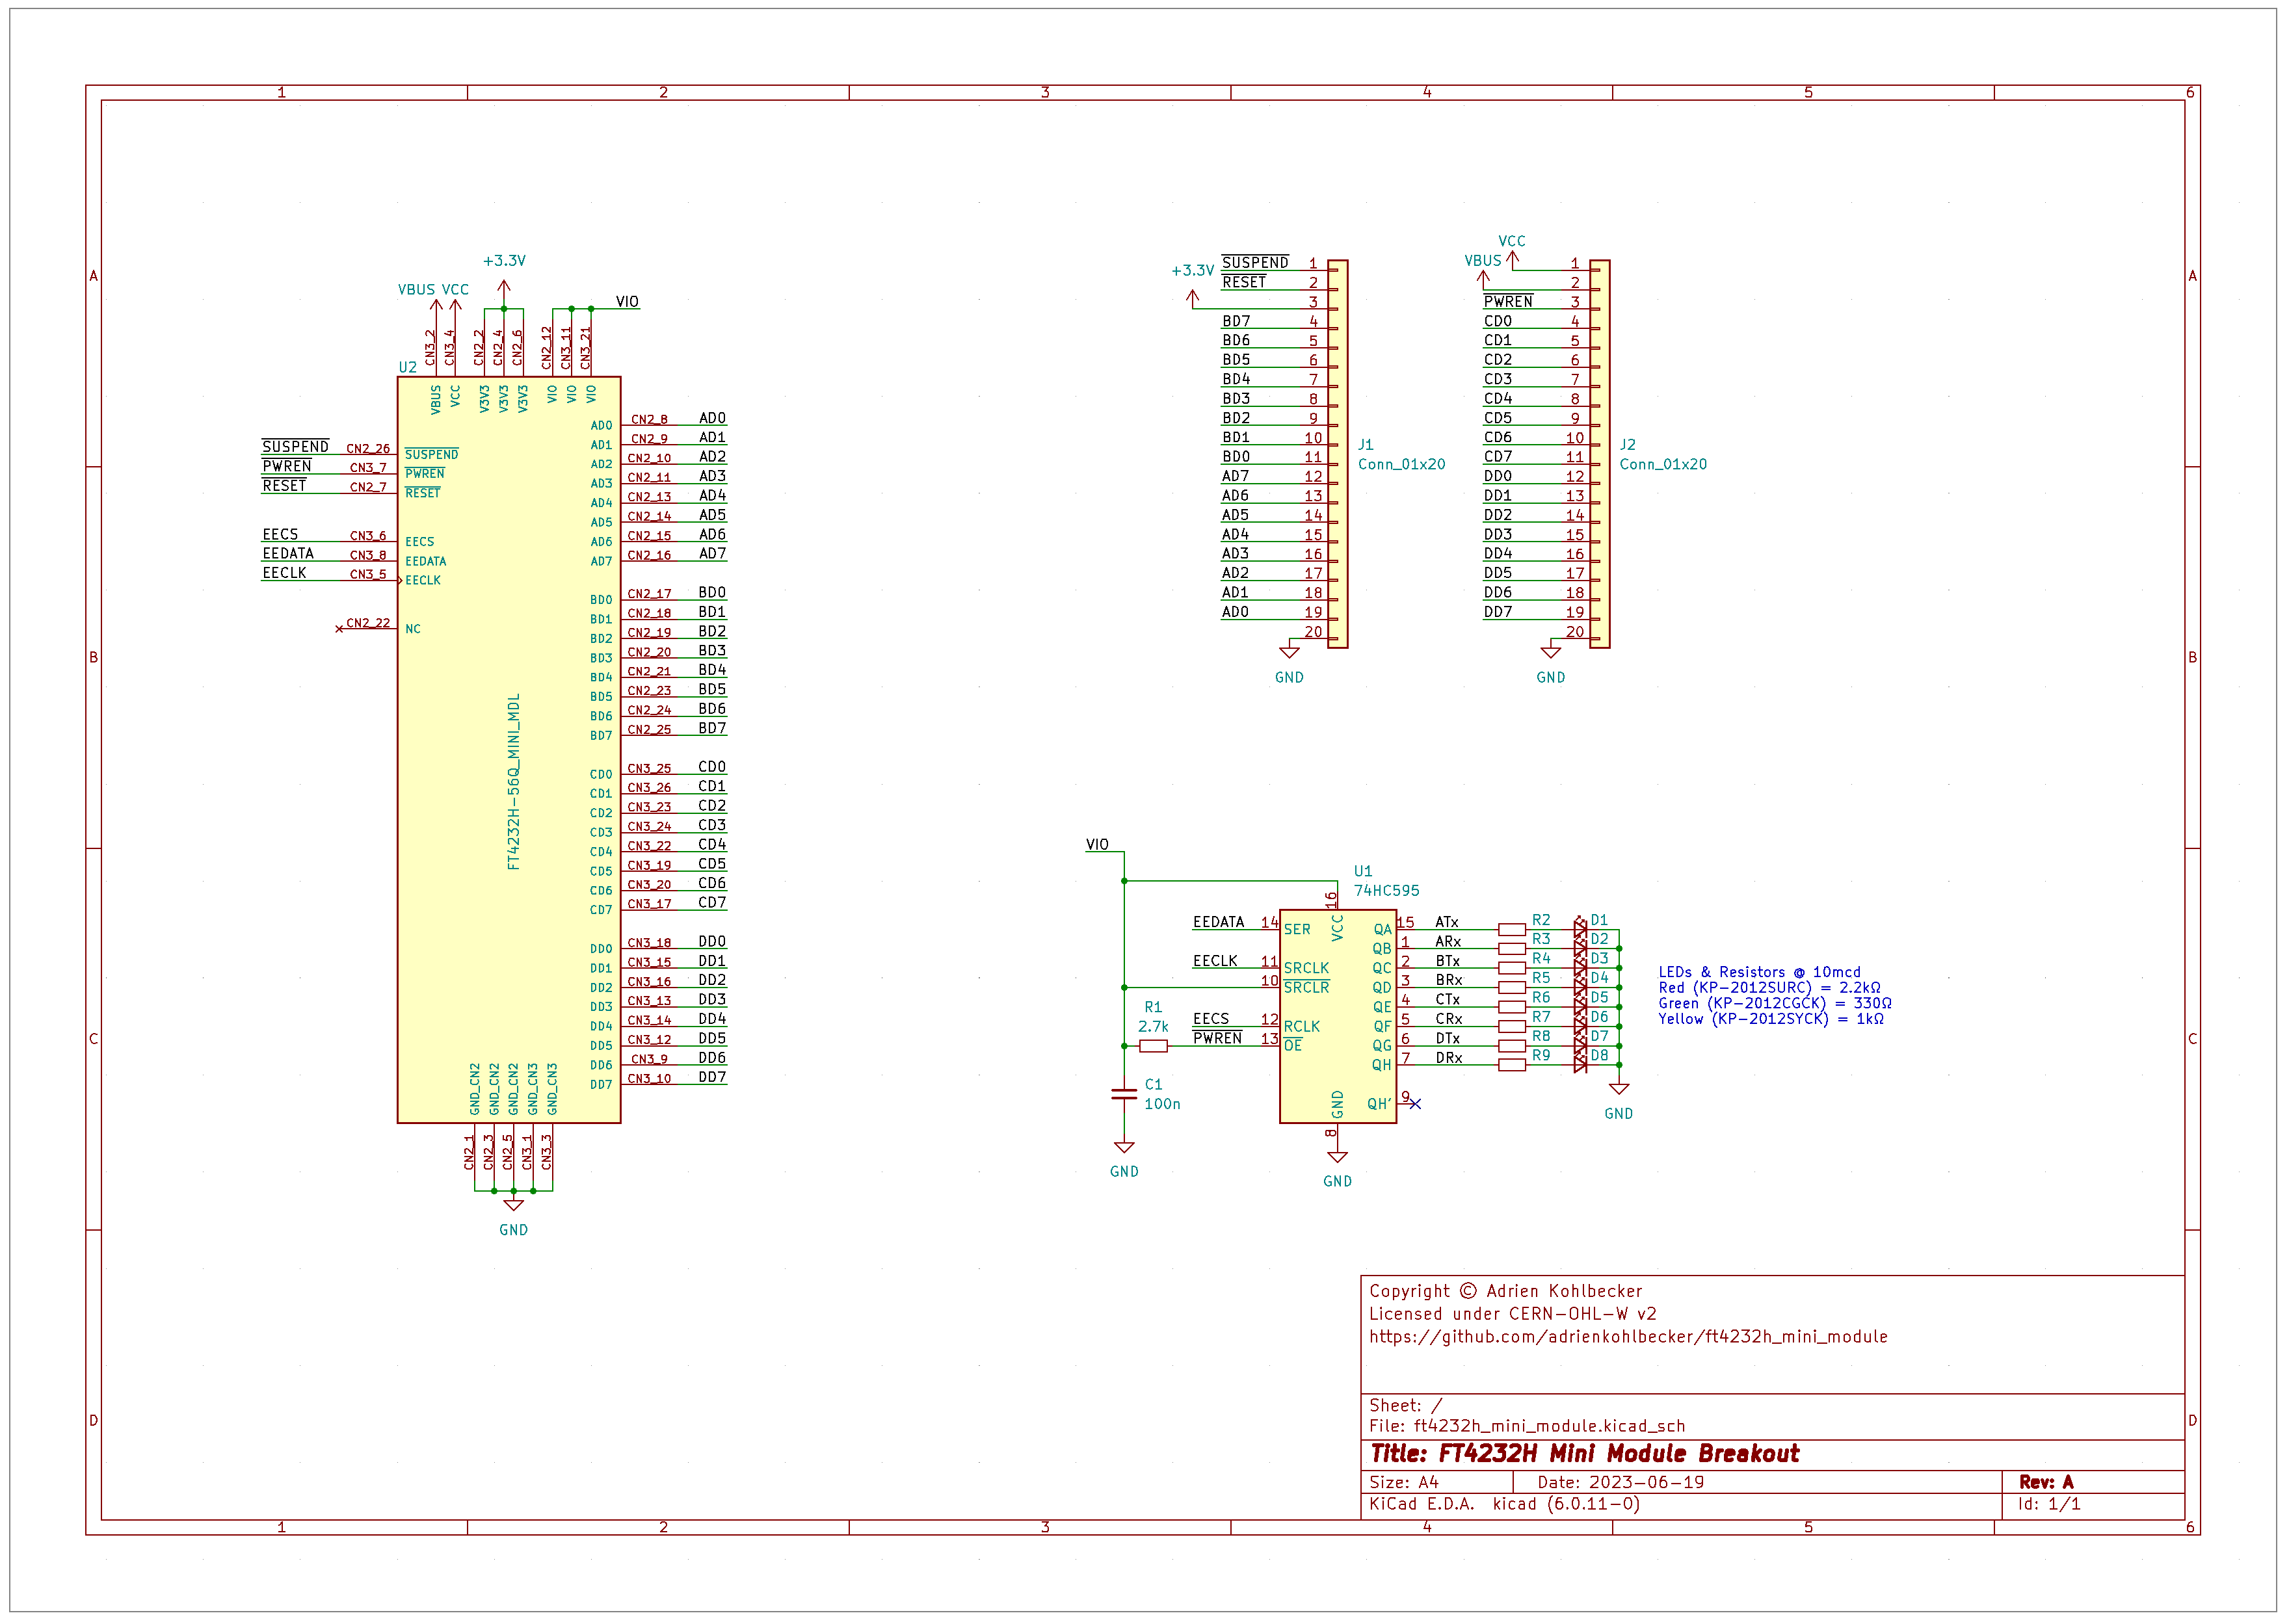 1 2 3 4 5 6
A
B
C
D
A
B
C
D
1 2 3 4 5 6
+3.3V
VBUS VCC
VIO
CN3_2 CN3_4 CN2_2 CN2_4 CN2_6 CN2_12 CN3_11 CN3_21
U2
VBUS VCC V3V3 V3V3 V3V3 VIO VIO VIO
SUSPEND CN2_26 SUSPEND
PWREN CN3_7 PWREN
RESET CN2_7 RESET
EECS CN3_6 EECS
EEDATA CN3_8 EEDATA
EECLK CN3_5 EECLK
CN2_22 NC
FT4232H-56Q_MINI_MDL
AD0 CN2_8 AD0
AD1 CN2_9 AD1
AD2 CN2_10 AD2
AD3 CN2_11 AD3
AD4 CN2_13 AD4
AD5 CN2_14 AD5
AD6 CN2_15 AD6
AD7 CN2_16 AD7
BD0 CN2_17 BD0
BD1 CN2_18 BD1
BD2 CN2_19 BD2
BD3 CN2_20 BD3
BD4 CN2_21 BD4
BD5 CN2_23 BD5
BD6 CN2_24 BD6
BD7 CN2_25 BD7
CD0 CN3_25 CD0
CD1 CN3_26 CD1
CD2 CN3_23 CD2
CD3 CN3_24 CD3
CD4 CN3_22 CD4
CD5 CN3_19 CD5
CD6 CN3_20 CD6
CD7 CN3_17 CD7
DD0 CN3_18 DD0
DD1 CN3_15 DD1
DD2 CN3_16 DD2
DD3 CN3_13 DD3
DD4 CN3_14 DD4
DD5 CN3_12 DD5
DD6 CN3_9 DD6
DD7 CN3_10 DD7
GND_CN2 GND_CN2 GND_CN2 GND_CN3 GND_CN3
CN2_1 CN2_3 CN2_5 CN3_1 CN3_3
GND
+3.3V
SUSPEND 1
RESET 2
3
BD7 4
BD6 5
BD5 6
BD4 7
BD3 8
BD2 9
BD1 10
BD0 11
AD7 12
AD6 13
AD5 14
AD4 15
AD3 16
AD2 17
AD1 18
AD0 19
20
J1
Conn_01x20
GND
VCC
VBUS
1
2
PWREN 3
CD0 4
CD1 5
CD2 6
CD3 7
CD4 8
CD5 9
CD6 10
CD7 11
DD0 12
DD1 13
DD2 14
DD3 15
DD4 16
DD5 17
DD6 18
DD7 19
20
J2
Conn_01x20
GND
VIO
U1
74HC595
16 VCC
EEDATA 14 SER
EECLK 11 SRCLK
10 SRCLR
R1
2.7k
EECS 12 RCLK
PWREN 13 OE
C1
100n
GND
GND 8
GND
QA 15 ATx R2 D1
QB 1 ARx R3 D2
QC 2 BTx R4 D3
QD 3 BRx R5 D4
QE 4 CTx R6 D5
QF 5 CRx R7 D6
QG 6 DTx R8 D7
QH 7 DRx R9 D8
QH' 9
GND
LEDs & Resistors @ 10mcd
Red (KP-2012SURC) = 2.2kΩ
Green (KP-2012CGCK) = 330Ω
Yellow (KP-2012SYCK) = 1kΩ
Copyright © Adrien Kohlbecker
Licensed under CERN-OHL-W v2
https://github.com/adrienkohlbecker/ft4232h_mini_module
Sheet: /
File: ft4232h_mini_module.kicad_sch
Title: FT4232H Mini Module Breakout
Size: A4 Date: 2023-06-19 Rev: A
KiCad E.D.A. kicad (6.0.11-0) Id: 1/1